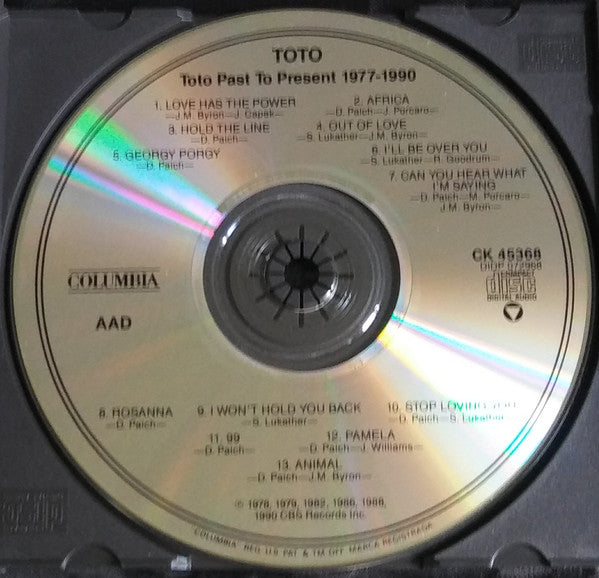 TOTO
Toto Past To Present 1977-1990
1. LOVE HAS THE POWER
—J.M. Byron—J. Capek—
2. AFRICA
—D. Paich—J. Porcaro—
3. HOLD THE LINE
—D. Paich—
4. OUT OF LOVE
—S. Lukather—J.M. Byron—
5. GEORGY PORGY
—D. Paich—
6. I'LL BE OVER YOU
—S. Lukather—R. Goodrum—
7. CAN YOU HEAR WHAT
I'M SAYING
—D. Paich—M. Porcaro—
J.M. Byron—
COLUMBIA
AAD
CK 45368
DIDP 072968
COMPACT
disc
DIGITAL AUDIO
8. ROSANNA
—D. Paich—
9. I WON'T HOLD YOU BACK
—S. Lukather—
10. STOP LOVING YOU
—D. Paich—S. Lukather—
11. 99
—D. Paich—
12. PAMELA
—D. Paich—J. Williams—
13. ANIMAL
—D. Paich—J.M. Byron—
© 1978, 1979, 1982, 1986, 1988,
1990 CBS Records Inc.
"COLUMBIA" REG. U.S. PAT. & TM. OFF. MARCA REGISTRADA